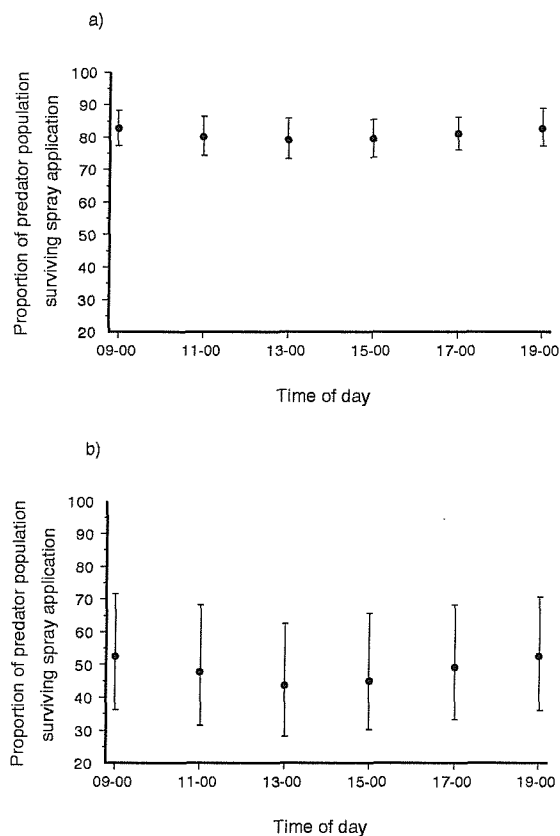 a)
Proportion of predator population
surviving spray application
100
90
80
70
60
50
40
30
20
09-00 11-00 13-00 15-00 17-00 19-00
Time of day
b)
Proportion of predator population
surviving spray application
100
90
80
70
60
50
40
30
20
09-00 11-00 13-00 15-00 17-00 19-00
Time of day